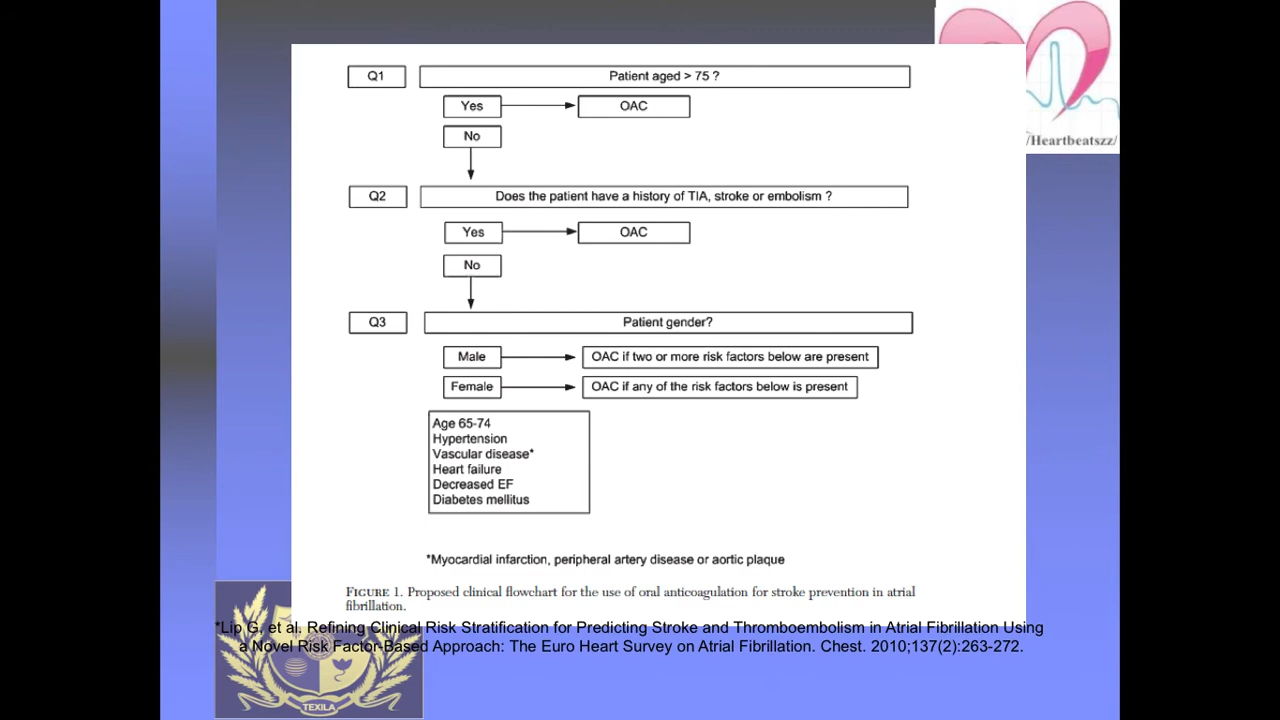 /Heartbeatszz/
Q1 Patient aged > 75 ?
Yes OAC
No
Q2 Does the patient have a history of TIA, stroke or embolism ?
Yes OAC
No
Q3 Patient gender?
Male OAC if two or more risk factors below are present
Female OAC if any of the risk factors below is present
Age 65-74
Hypertension
Vascular disease*
Heart failure
Decreased EF
Diabetes mellitus
*Myocardial infarction, peripheral artery disease or aortic plaque
FIGURE 1. Proposed clinical flowchart for the use of oral anticoagulation for stroke prevention in atrial
fibrillation.
*Lip G, et al. Refining Clinical Risk Stratification for Predicting Stroke and Thromboembolism in Atrial Fibrillation Using
a Novel Risk Factor-Based Approach: The Euro Heart Survey on Atrial Fibrillation. Chest. 2010;137(2):263-272.
TEXILA